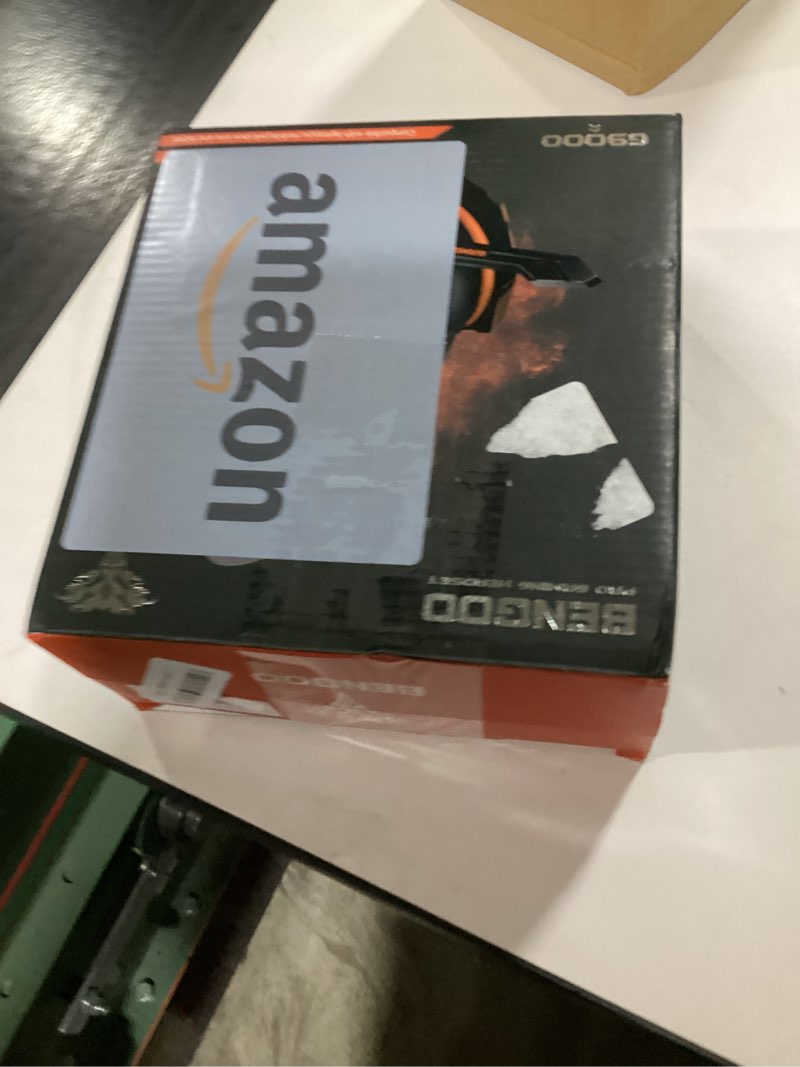 amazon
G9000
BENGOO
PRO GAMING HEADSET
BENGOO